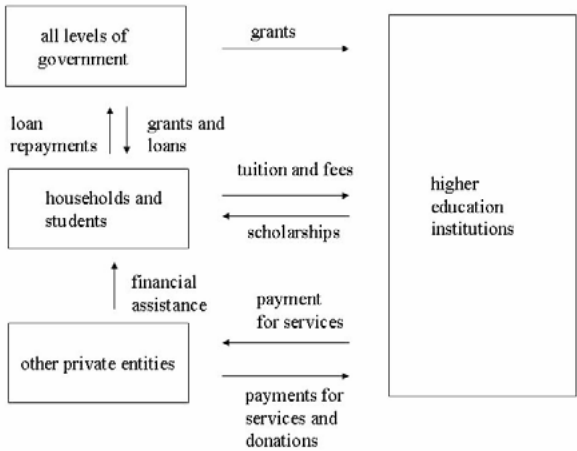 all levels of
government
grants
loan
repayments
grants and
loans
tuition and fees
households and
students
higher
education
institutions
scholarships
financial
assistance
payment
for services
other private entities
payments for
services and
donations